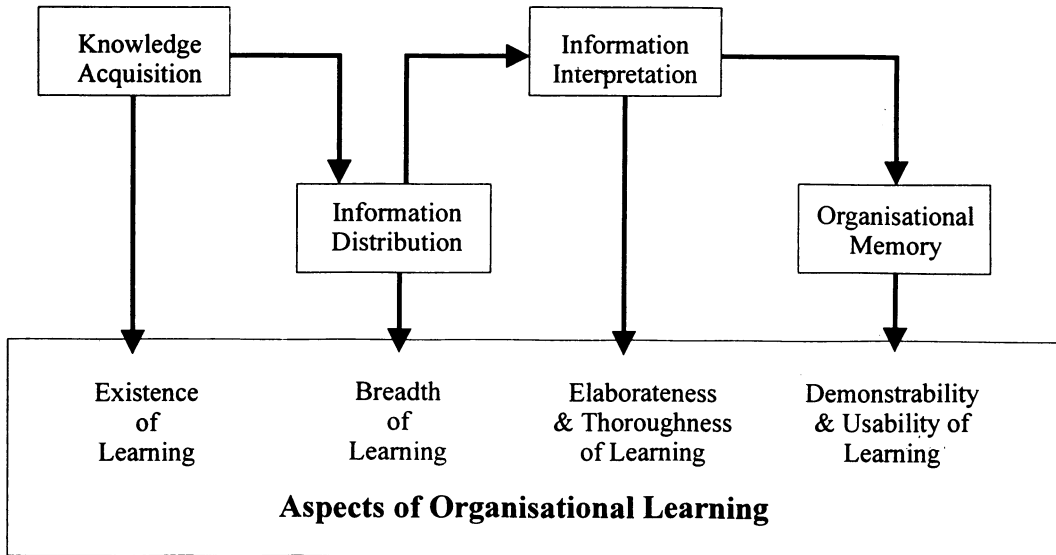 Knowledge
Acquisition
Information
Interpretation
Information
Distribution
Organisational
Memory
Existence
of
Learning
Breadth
of
Learning
Elaborateness
& Thoroughness
of Learning
Demonstrability
& Usability of
Learning
Aspects of Organisational Learning